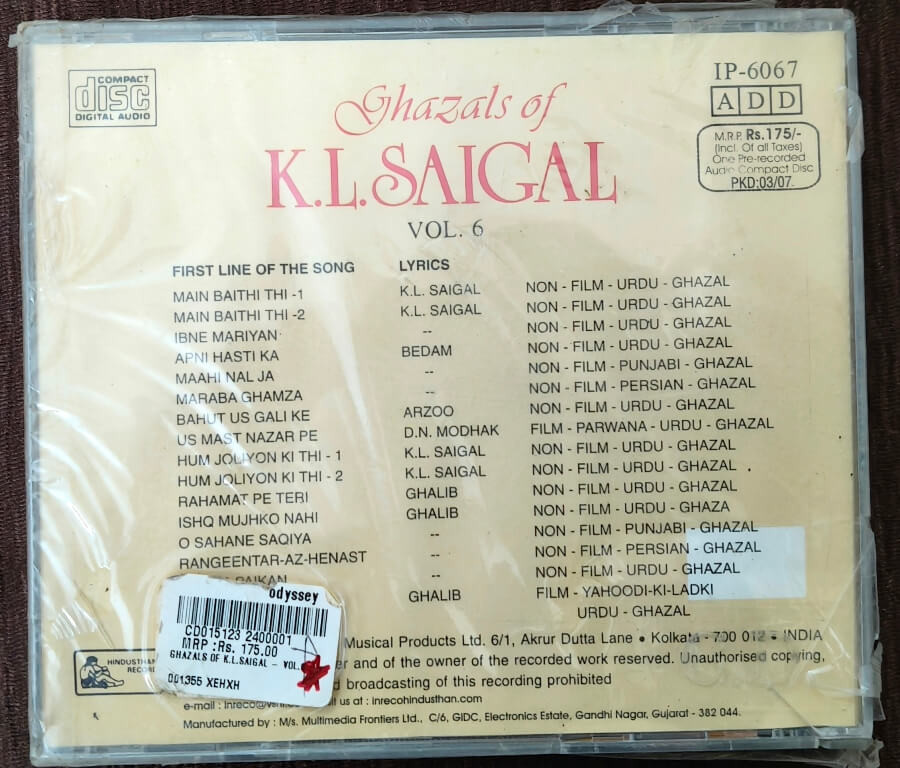 COMPACT
disc
DIGITAL AUDIO
IP-6067
A D D
M.R.P. Rs.175/-
(Incl. Of all Taxes)
One Pre-recorded
Audio Compact Disc
PKD:03/07
Ghazals of
K.L.SAIGAL
VOL. 6
FIRST LINE OF THE SONG LYRICS
MAIN BAITHI THI -1 K.L. SAIGAL NON - FILM - URDU - GHAZAL
MAIN BAITHI THI -2 K.L. SAIGAL NON - FILM - URDU - GHAZAL
IBNE MARIYAN -- NON - FILM - URDU - GHAZAL
APNI HASTI KA BEDAM NON - FILM - URDU - GHAZAL
MAAHI NAL JA -- NON - FILM - PUNJABI - GHAZAL
MARABA GHAMZA -- NON - FILM - PERSIAN - GHAZAL
BAHUT US GALI KE ARZOO NON - FILM - URDU - GHAZAL
US MAST NAZAR PE D.N. MODHAK FILM - PARWANA - URDU - GHAZAL
HUM JOLIYON KI THI - 1 K.L. SAIGAL NON - FILM - URDU - GHAZAL
HUM JOLIYON KI THI - 2 K.L. SAIGAL NON - FILM - URDU - GHAZAL
RAHAMAT PE TERI GHALIB NON - FILM - URDU - GHAZAL
ISHQ MUJHKO NAHI GHALIB NON - FILM - URDU - GHAZA
O SAHANE SAQIYA -- NON - FILM - PUNJABI - GHAZAL
RANGEENTAR-AZ-HENAST -- NON - FILM - PERSIAN - GHAZAL
PAIKAN -- NON - FILM - URDU - GHAZAL
GHALIB FILM - YAHOODI-KI-LADKI
URDU - GHAZAL
odyssey
CD015123 2400001
MRP :Rs. 175.00
GHAZALS OF K.L.SAIGAL - VOL.
001355 XEHXH
HINDUSTHAN
RECORD
Musical Products Ltd. 6/1, Akrur Dutta Lane • Kolkata - 700 012 • INDIA
er and of the owner of the recorded work reserved. Unauthorised copying,
broadcasting of this recording prohibited
e-mail : inreco@vsnl.co it us at : inrecohindusthan.com
Manufactured by : M/s. Multimedia Frontiers Ltd., C/6, GIDC, Electronics Estate, Gandhi Nagar, Gujarat - 382 044.